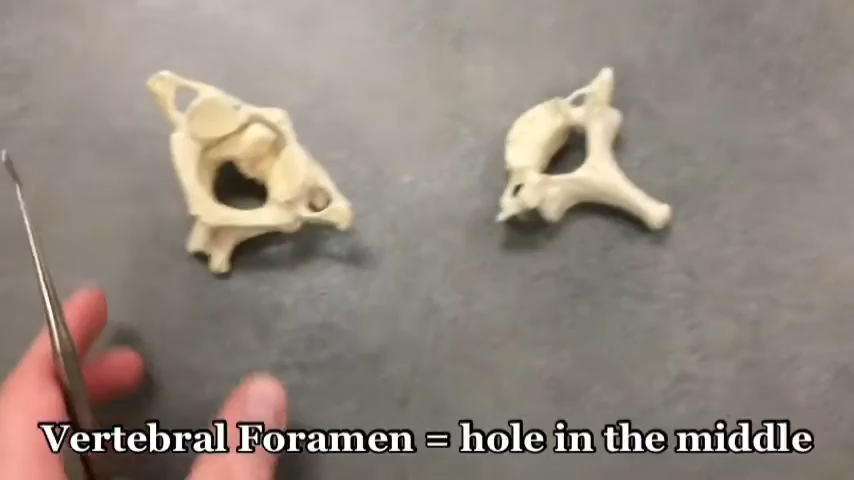 Vertebral Foramen = hole in the middle